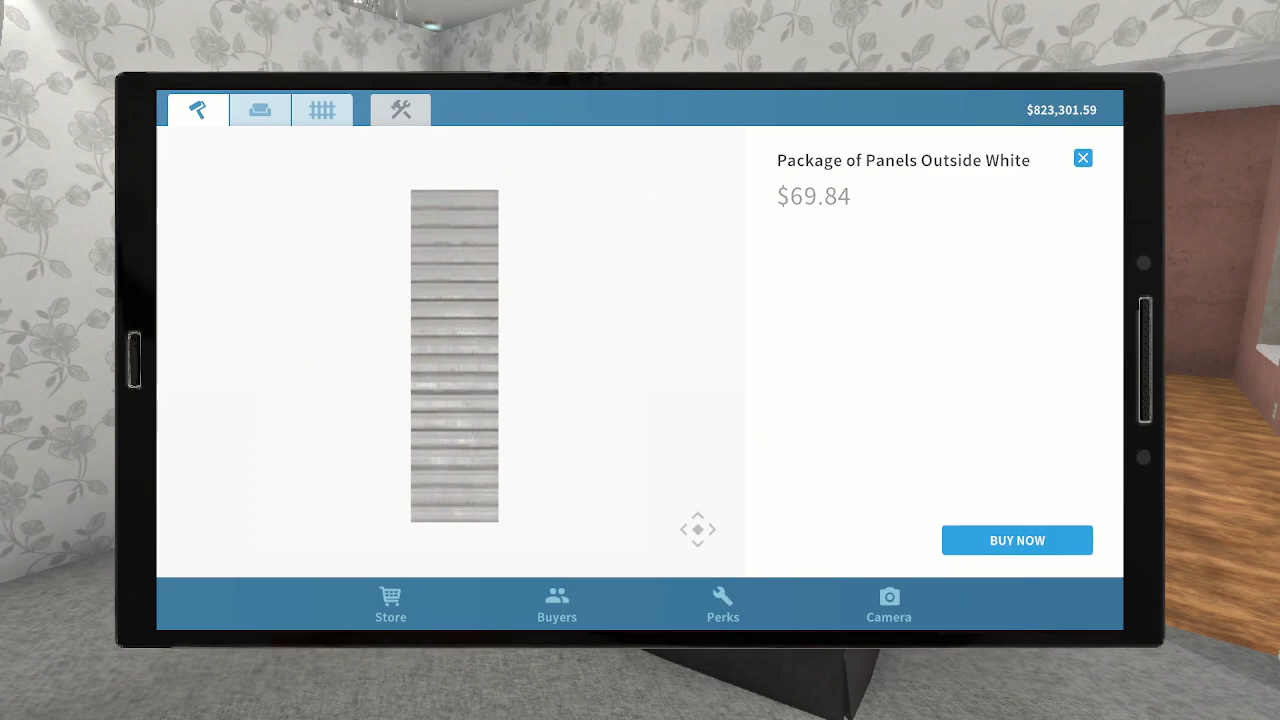 $823,301.59
Package of Panels Outside White
$69.84
BUY NOW
Store
Buyers
Perks
Camera